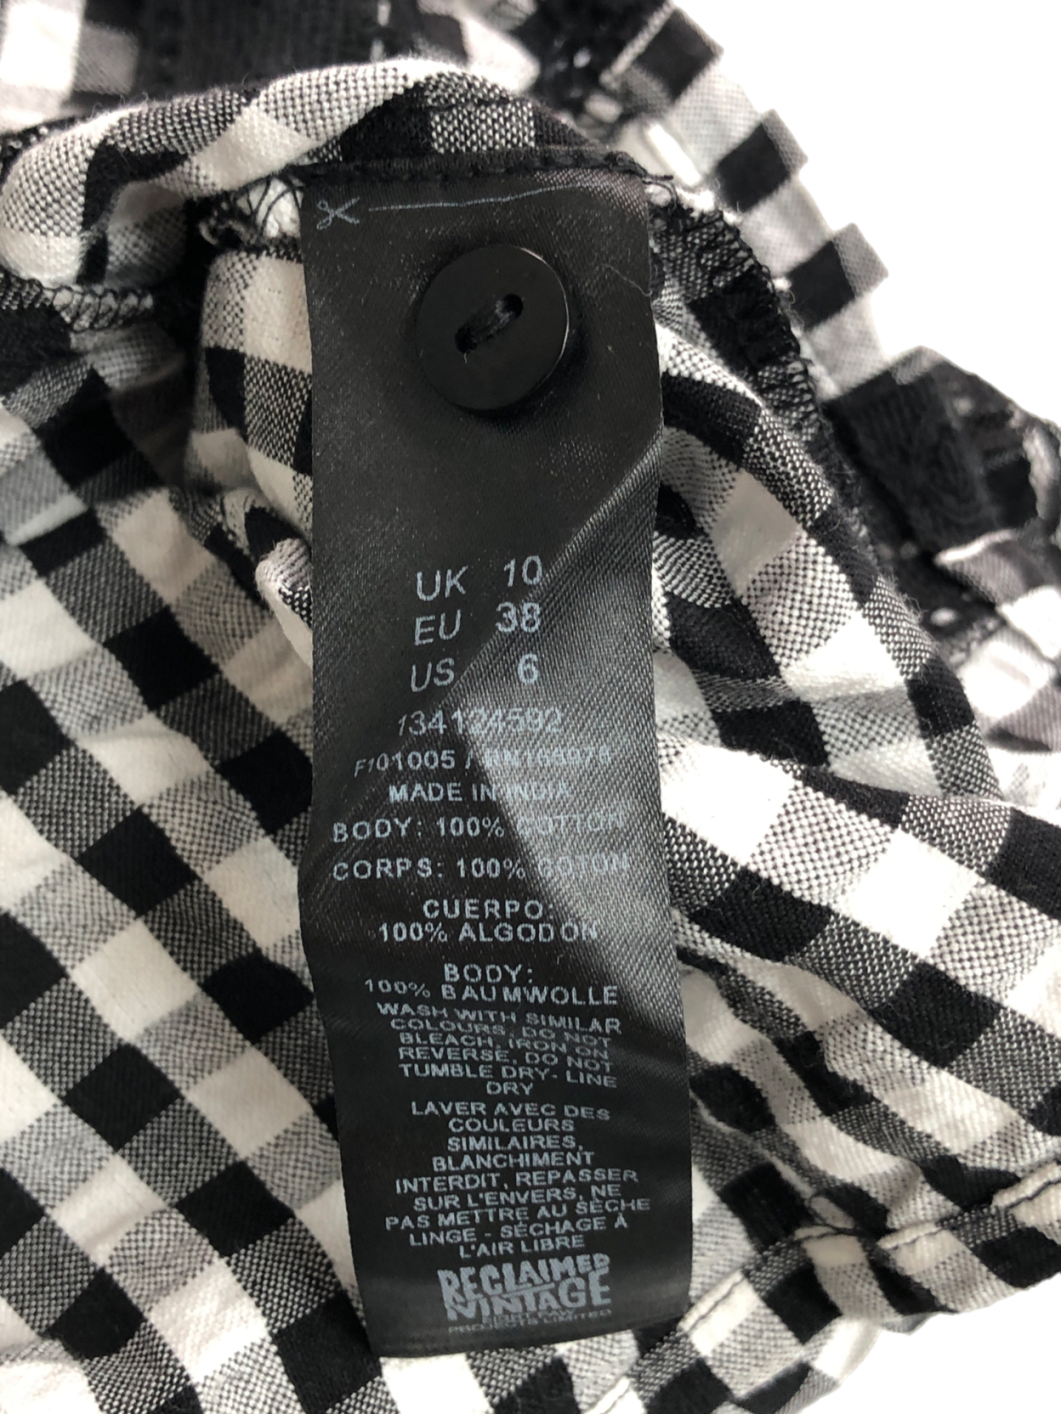 UK 10
EU 38
US 6
134124592
F101005 /
MADE IN INDIA
BODY: 100% COTTON
CORPS: 100% COTON
CUERPO:
100% ALGODON
BODY:
100% BAUMWOLLE
WASH WITH SIMILAR
COLOURS, DO NOT
BLEACH, IRON ON
REVERSE, DO NOT
TUMBLE DRY- LINE
DRY
LAVER AVEC DES
COULEURS
SIMILAIRES,
BLANCHIMENT
INTERDIT, REPASSER
SUR L'ENVERS, NE
PAS METTRE AU SÈCHE
LINGE - SÉCHAGE À
L'AIR LIBRE
RECLAIMED
VINTAGE
PROJECTS LIMITED